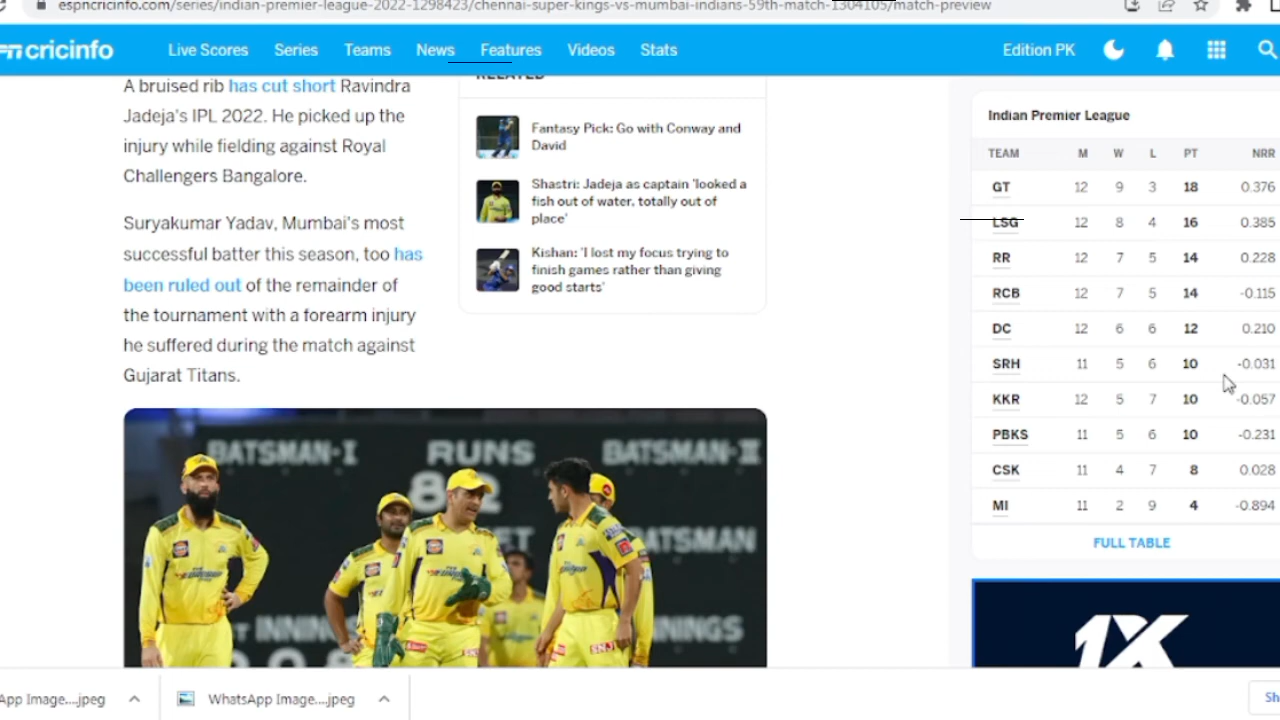 espncricinfo.com/series/indian-premier-league-2022-1298423/chennai-super-kings-vs-mumbai-indians-59th-match-1304105/match-preview
cricinfo
Live Scores Series Teams News Features Videos Stats
Edition PK
A bruised rib has cut short Ravindra
Jadeja's IPL 2022. He picked up the
injury while fielding against Royal
Challengers Bangalore.
Suryakumar Yadav, Mumbai's most
successful batter this season, too has
been ruled out of the remainder of
the tournament with a forearm injury
he suffered during the match against
Gujarat Titans.
RELATED
Fantasy Pick: Go with Conway and
David
Shastri: Jadeja as captain 'looked a
fish out of water, totally out of
place'
Kishan: 'I lost my focus trying to
finish games rather than giving
good starts'
BATSMAN-I RUNS BATSMAN-II
ATSMAN
INNIN
NNINGS
Indian Premier League
TEAM M W L PT NRR
GT 12 9 3 18 0.376
LSG 12 8 4 16 0.385
RR 12 7 5 14 0.228
RCB 12 7 5 14 -0.115
DC 12 6 6 12 0.210
SRH 11 5 6 10 -0.031
KKR 12 5 7 10 -0.057
PBKS 11 5 6 10 -0.231
CSK 11 4 7 8 0.028
MI 11 2 9 4 -0.894
FULL TABLE
1X
App Image....jpeg
WhatsApp Image....jpeg
Sh